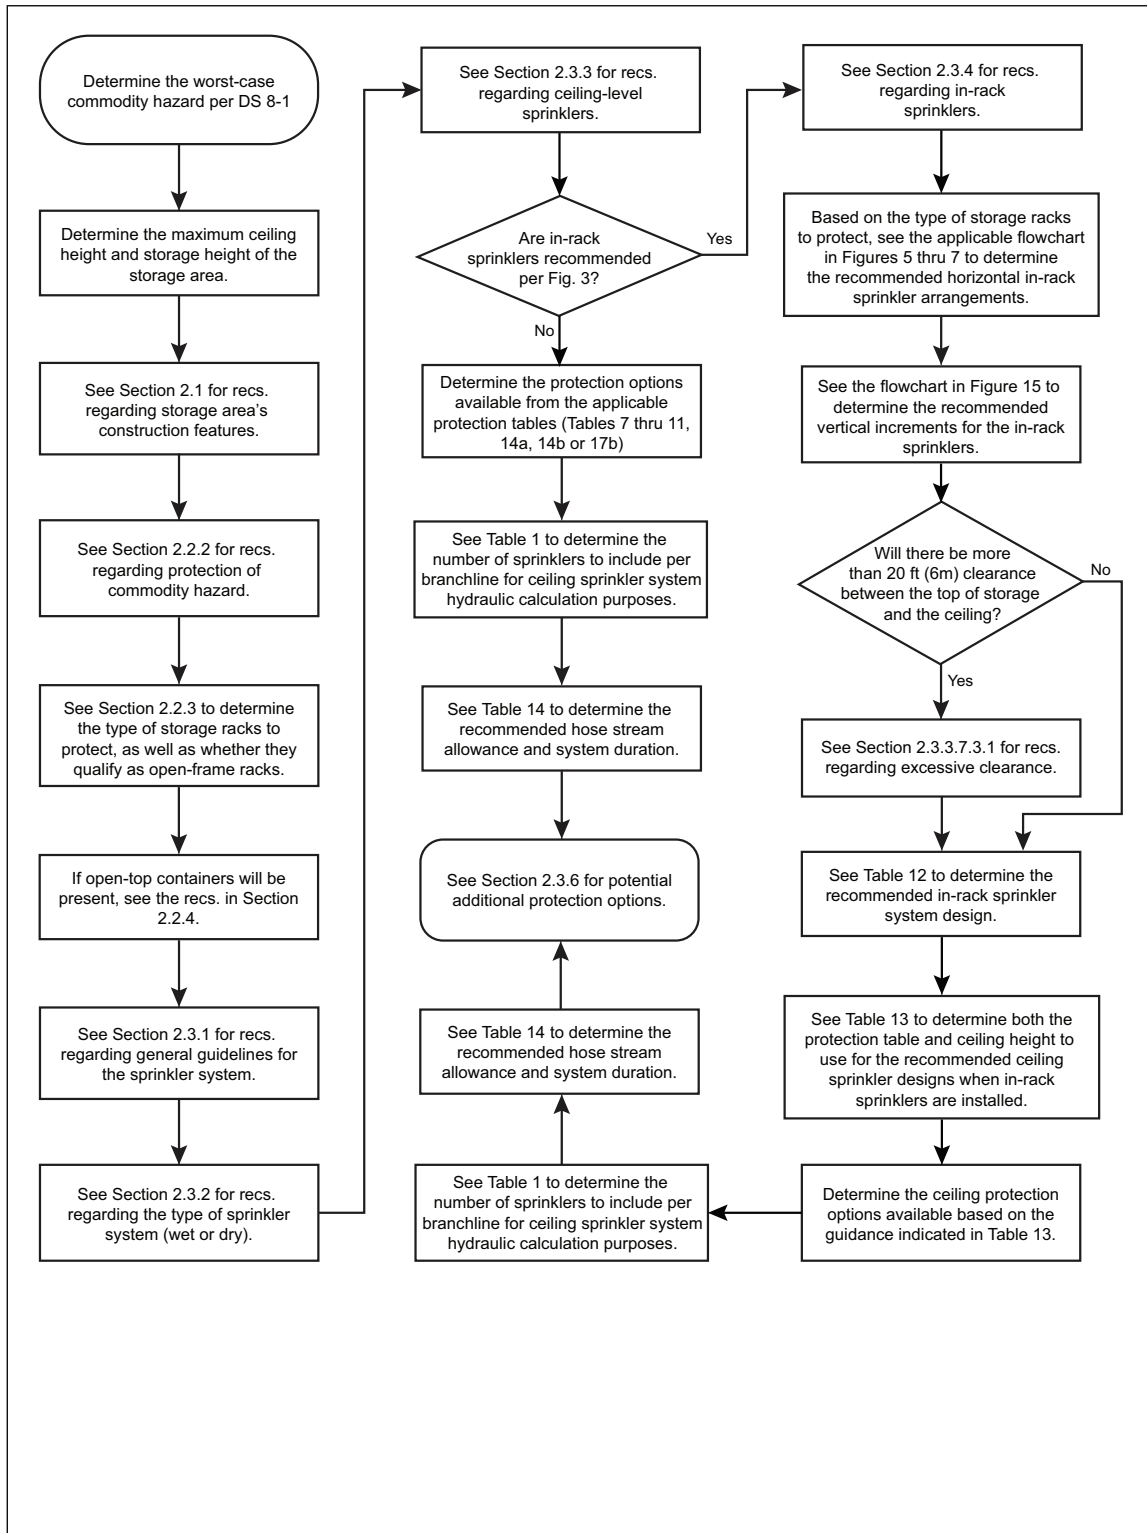 Determine the worst-case
commodity hazard per DS 8-1
Determine the maximum ceiling
height and storage height of the
storage area.
See Section 2.1 for recs.
regarding storage area's
construction features.
See Section 2.2.2 for recs.
regarding protection of
commodity hazard.
See Section 2.2.3 to determine
the type of storage racks to
protect, as well as whether they
qualify as open-frame racks.
If open-top containers will be
present, see the recs. in Section
2.2.4.
See Section 2.3.1 for recs.
regarding general guidelines for
the sprinkler system.
See Section 2.3.2 for recs.
regarding the type of sprinkler
system (wet or dry).
See Section 2.3.3 for recs.
regarding ceiling-level
sprinklers.
Are in-rack
sprinklers recommended
per Fig. 3?
Yes
No
Determine the protection options
available from the applicable
protection tables (Tables 7 thru 11,
14a, 14b or 17b)
See Table 1 to determine the
number of sprinklers to include per
branchline for ceiling sprinkler system
hydraulic calculation purposes.
See Table 14 to determine the
recommended hose stream
allowance and system duration.
See Section 2.3.6 for potential
additional protection options.
See Section 2.3.4 for recs.
regarding in-rack
sprinklers.
Based on the type of storage racks
to protect, see the applicable flowchart
in Figures 5 thru 7 to determine
the recommended horizontal in-rack
sprinkler arrangements.
See the flowchart in Figure 15 to
determine the recommended
vertical increments for the in-rack
sprinklers.
Will there be more
than 20 ft (6m) clearance
between the top of storage
and the ceiling?
No
Yes
See Section 2.3.3.7.3.1 for recs.
regarding excessive clearance.
See Table 12 to determine the
recommended in-rack sprinkler
system design.
See Table 13 to determine both the
protection table and ceiling height to
use for the recommended ceiling
sprinkler designs when in-rack
sprinklers are installed.
Determine the ceiling protection
options available based on the
guidance indicated in Table 13.
See Table 1 to determine the
number of sprinklers to include per
branchline for ceiling sprinkler system
hydraulic calculation purposes.
See Table 14 to determine the
recommended hose stream
allowance and system duration.